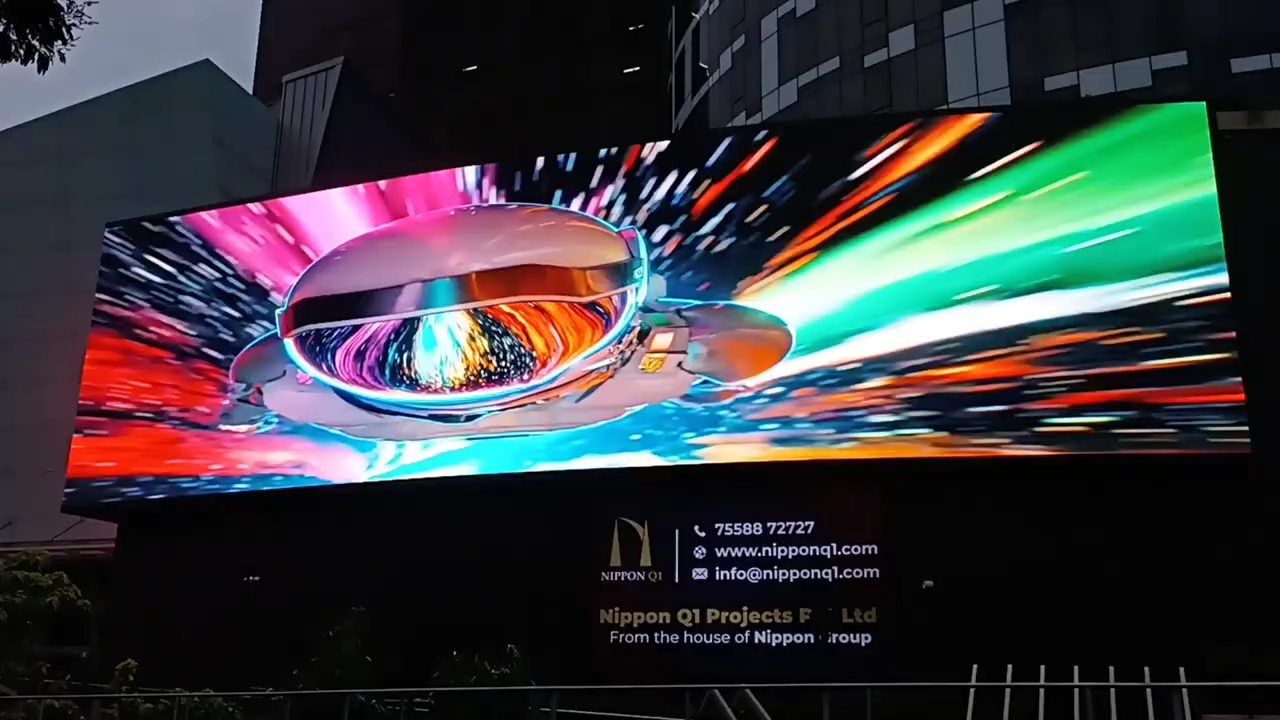 NIPPON Q1
75588 72727
www.nipponq1.com
info@nipponq1.com
Nippon Q1 Projects P Ltd
From the house of Nippon roup